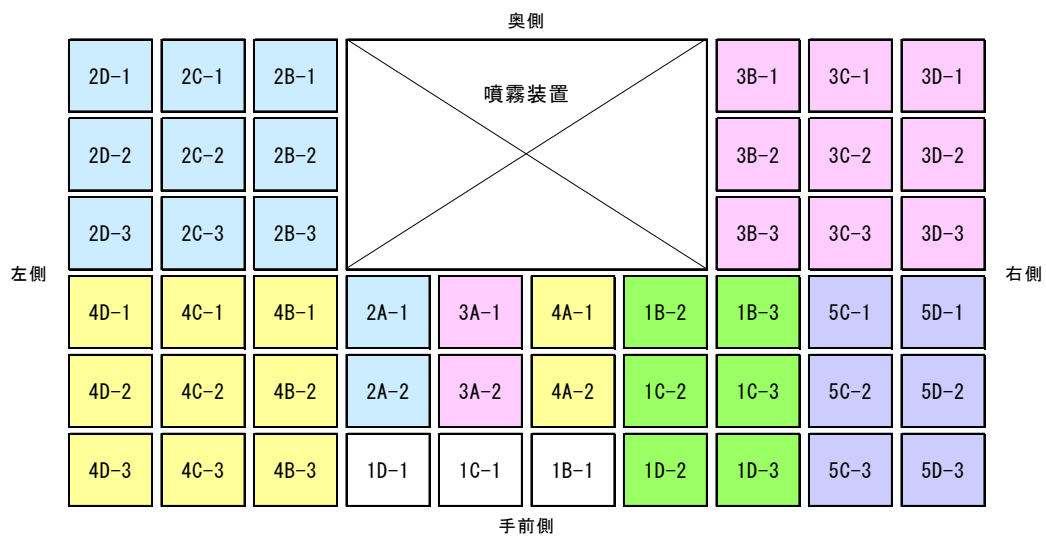 奥側
2D-1 2C-1 2B-1 噴霧装置 3B-1 3C-1 3D-1
2D-2 2C-2 2B-2 3B-2 3C-2 3D-2
2D-3 2C-3 2B-3 3B-3 3C-3 3D-3
左側 右側
4D-1 4C-1 4B-1 2A-1 3A-1 4A-1 1B-2 1B-3 5C-1 5D-1
4D-2 4C-2 4B-2 2A-2 3A-2 4A-2 1C-2 1C-3 5C-2 5D-2
4D-3 4C-3 4B-3 1D-1 1C-1 1B-1 1D-2 1D-3 5C-3 5D-3
手前側